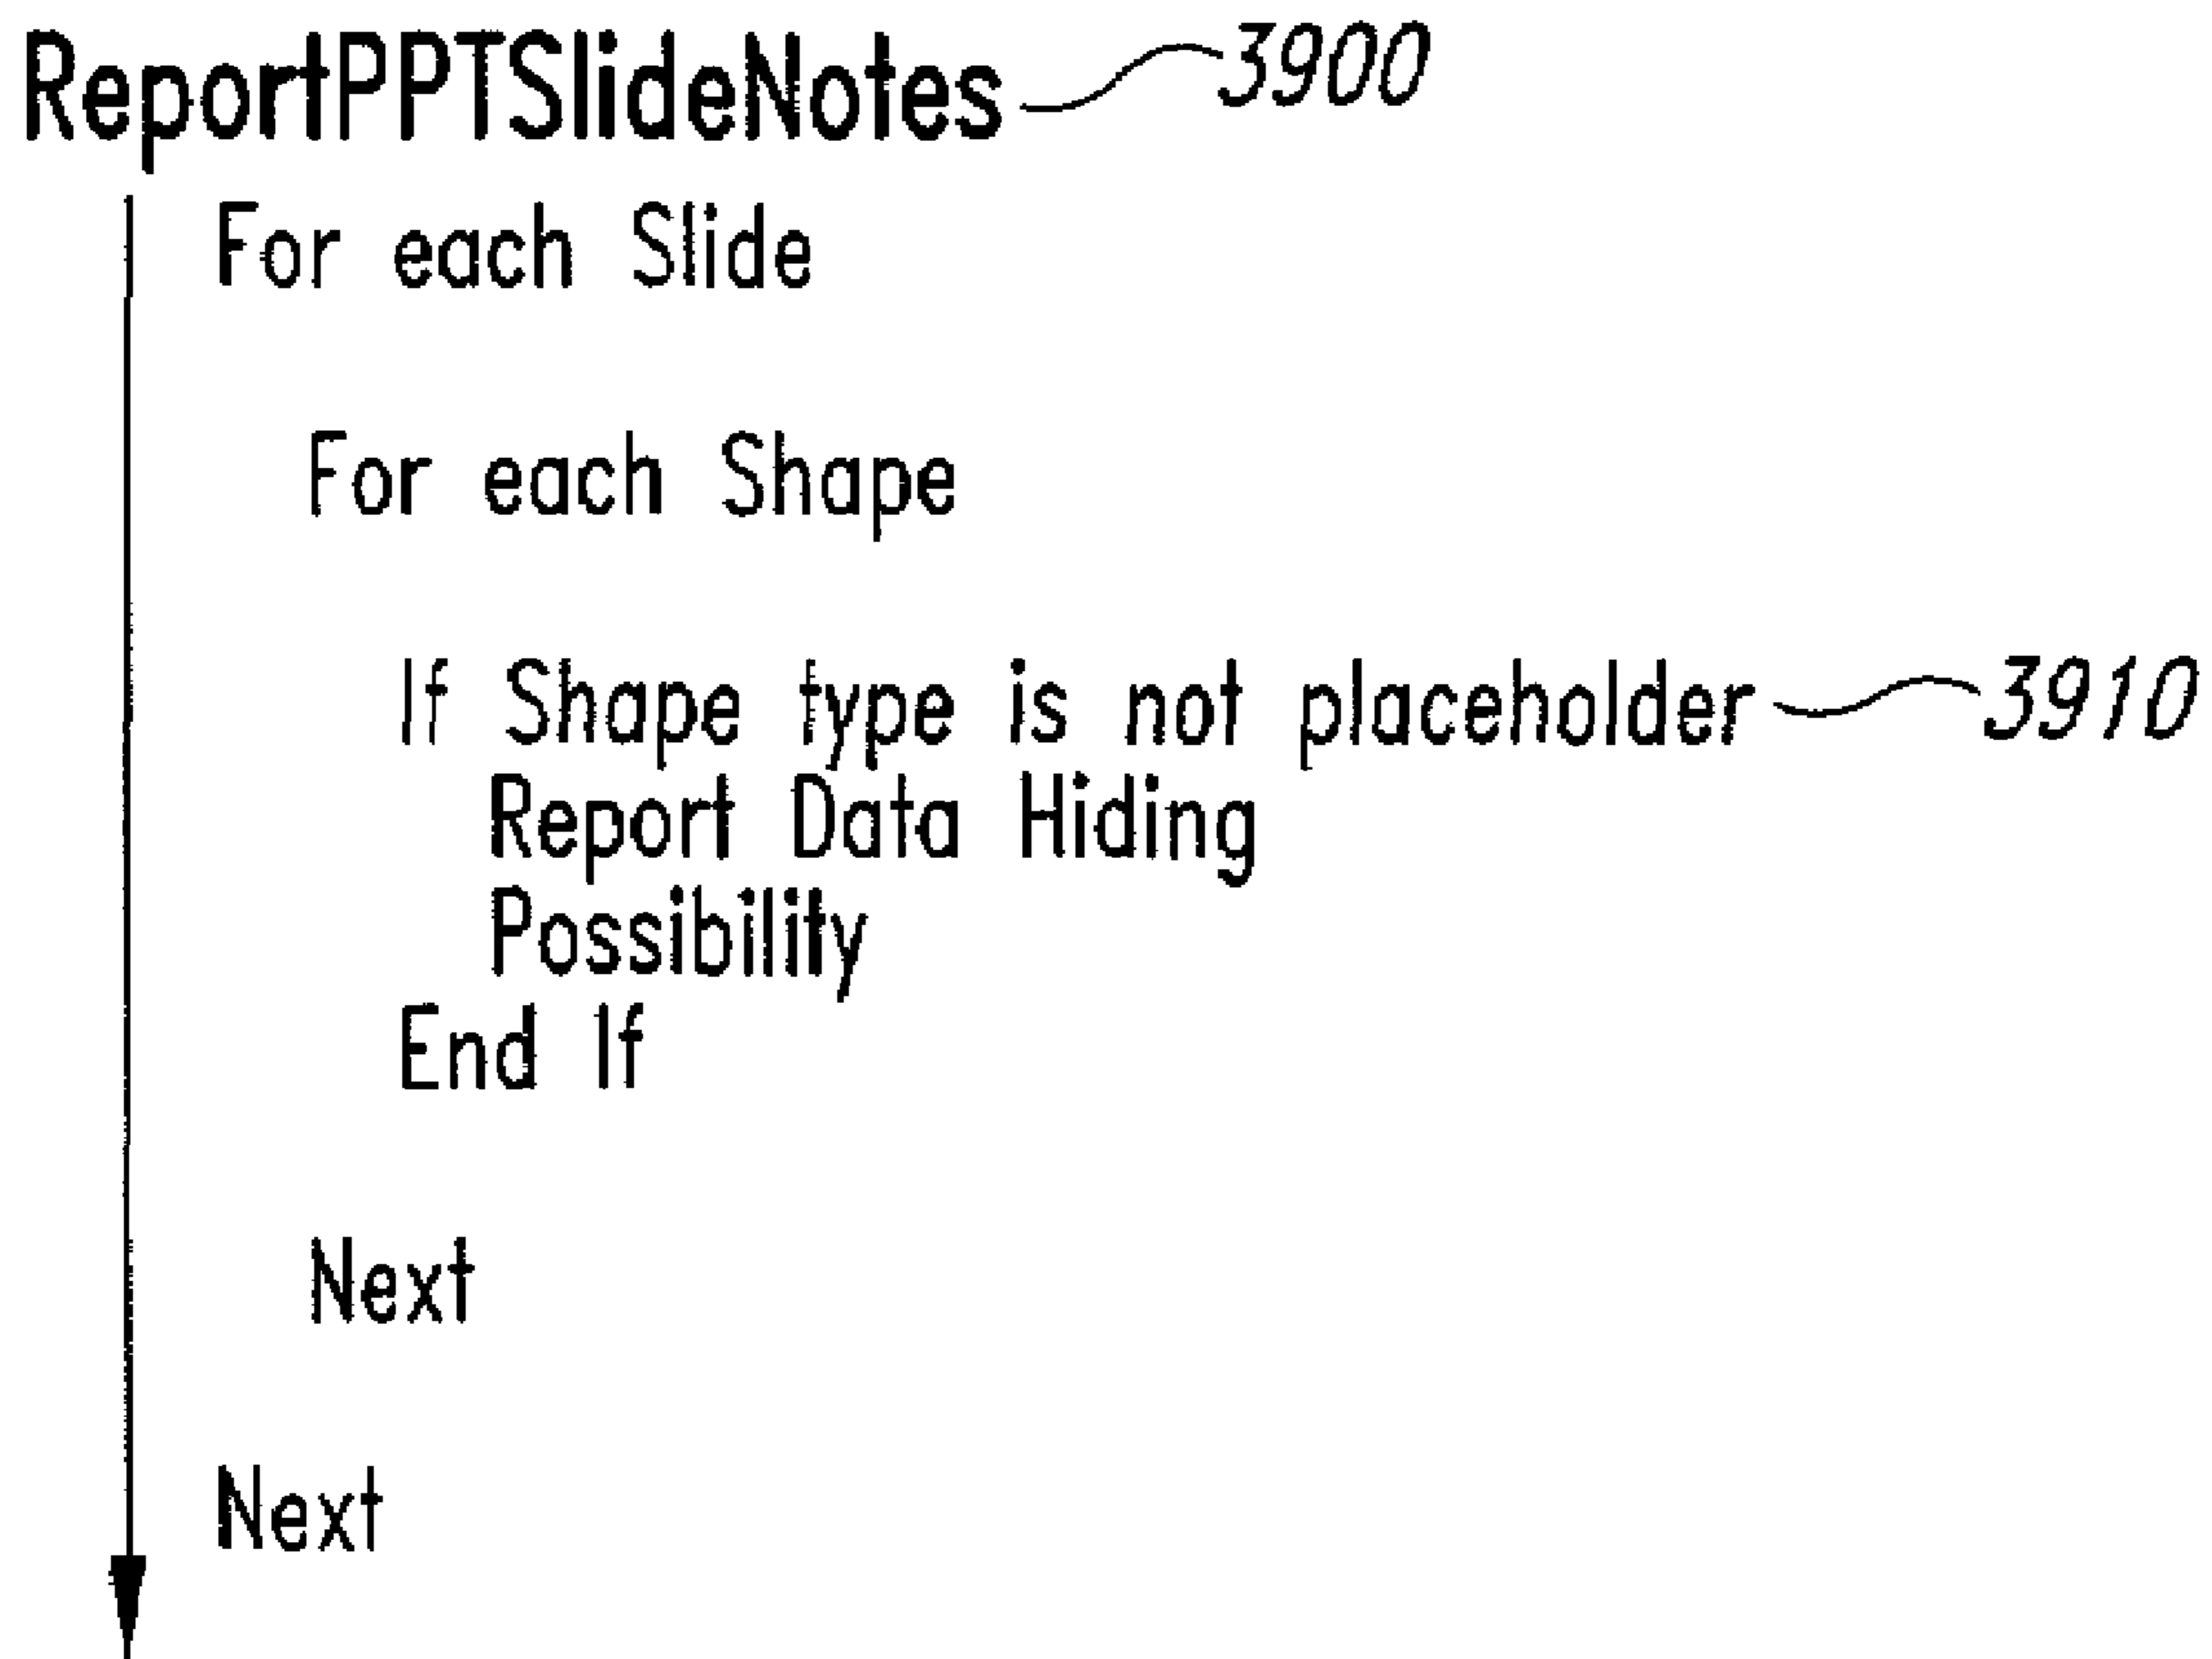 ReportPPTSlideNotes 3900
For each Slide
For each Shape
If Shape type is not placeholder 3910
Report Data Hiding
Possibility
End If
Next
Next